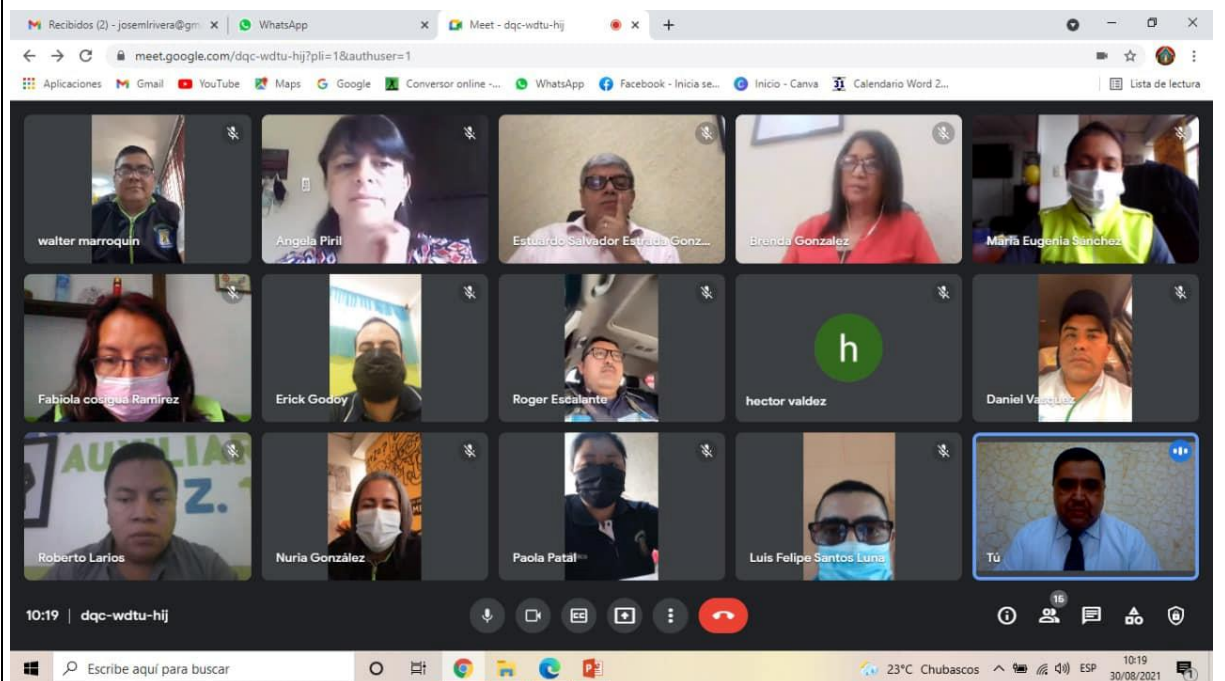 Recibidos (2) - josemlrivera@gm
WhatsApp
Meet - dqc-wdtu-hij
meet.google.com/dqc-wdtu-hij?pli=1&authuser=1
Aplicaciones
Gmail
YouTube
Maps
Google
Conversor online -...
WhatsApp
Facebook - Inicia se...
Inicio - Canva
Calendario Word 2...
Lista de lectura
walter marroquin
Angela Piril
Estuardo Salvador Estrada Gonz...
Brenda Gonzalez
María Eugenia Sánchez
Fabiola cosigua Ramirez
Erick Godoy
Roger Escalante
h
hector valdez
Daniel Vasquez
AUXILIAR
Z.
Roberto Larios
Nuria González
Paola Patal
Luis Felipe Santos Luna
Tú
10:19 | dqc-wdtu-hij
CC
16
Escribe aquí para buscar
23°C Chubascos
ESP
10:19
30/08/2021